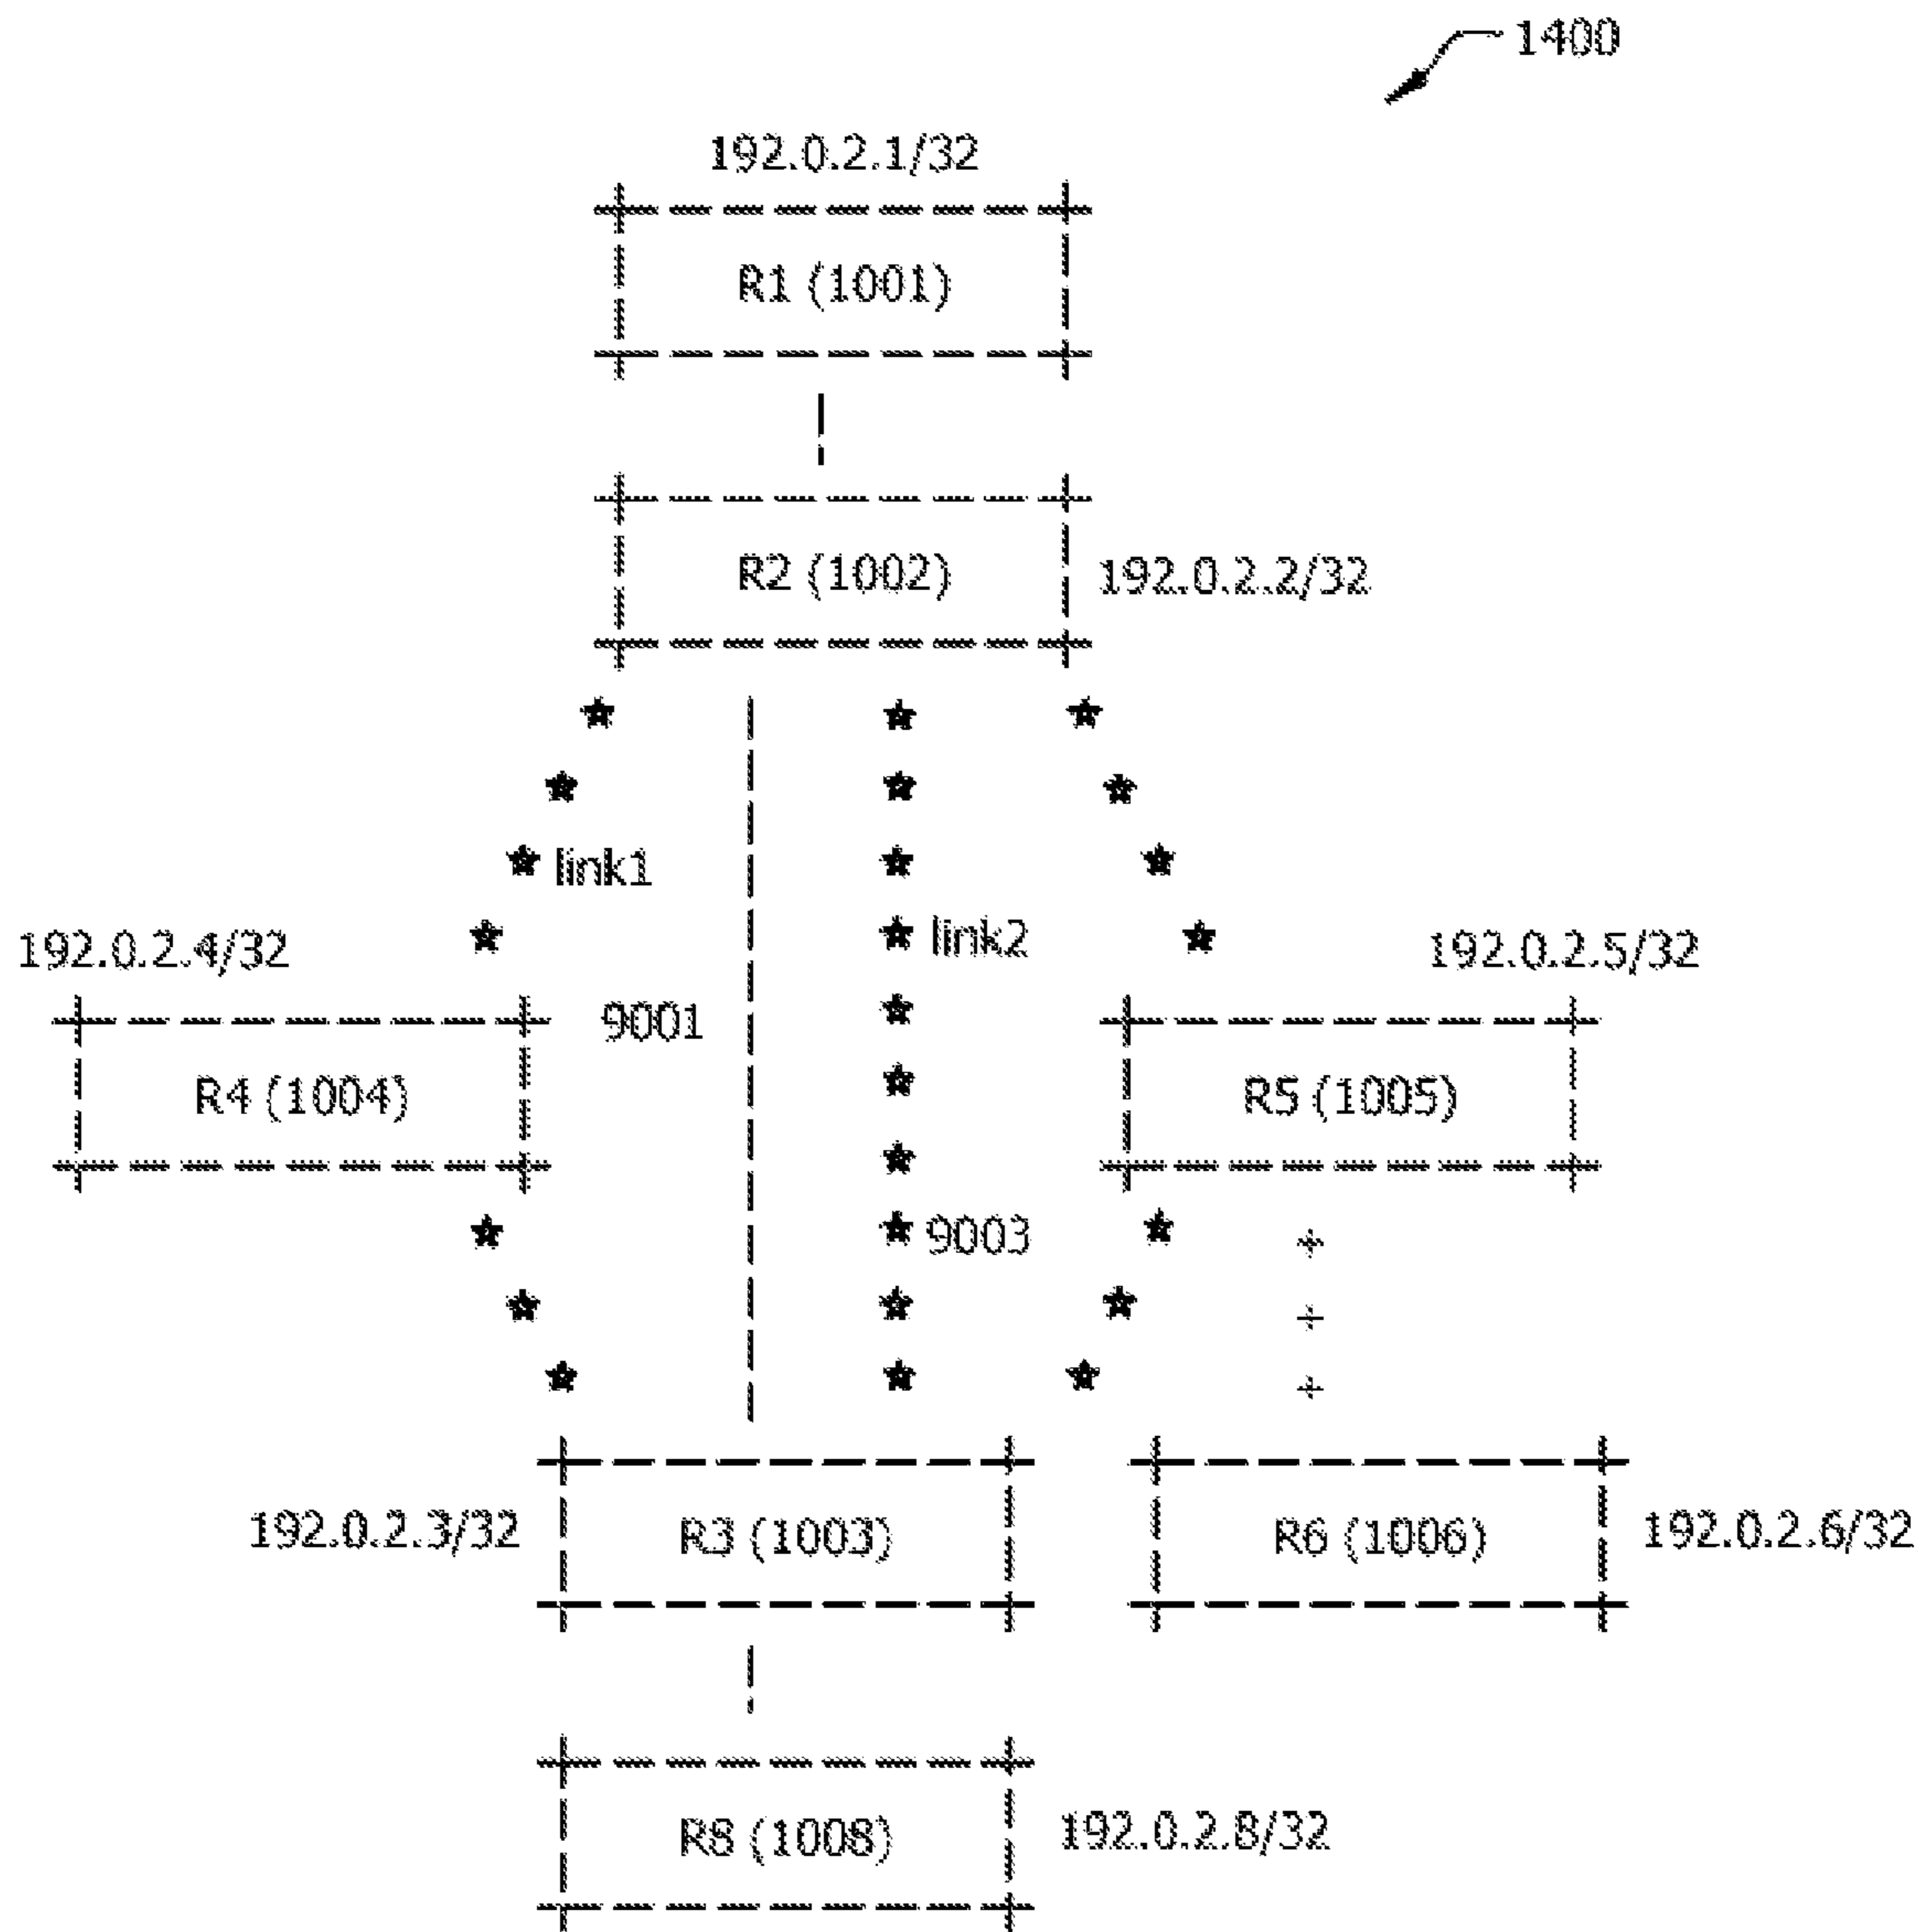 1400
192.0.2.1/32
R1 (1001)
R2 (1002)
192.0.2.2/32
link1
link2
192.0.2.4/32
192.0.2.5/32
9001
R4 (1004)
R5 (1005)
9003
192.0.2.3/32
R3 (1003)
R6 (1006)
192.0.2.6/32
R8 (1008)
192.0.2.8/32